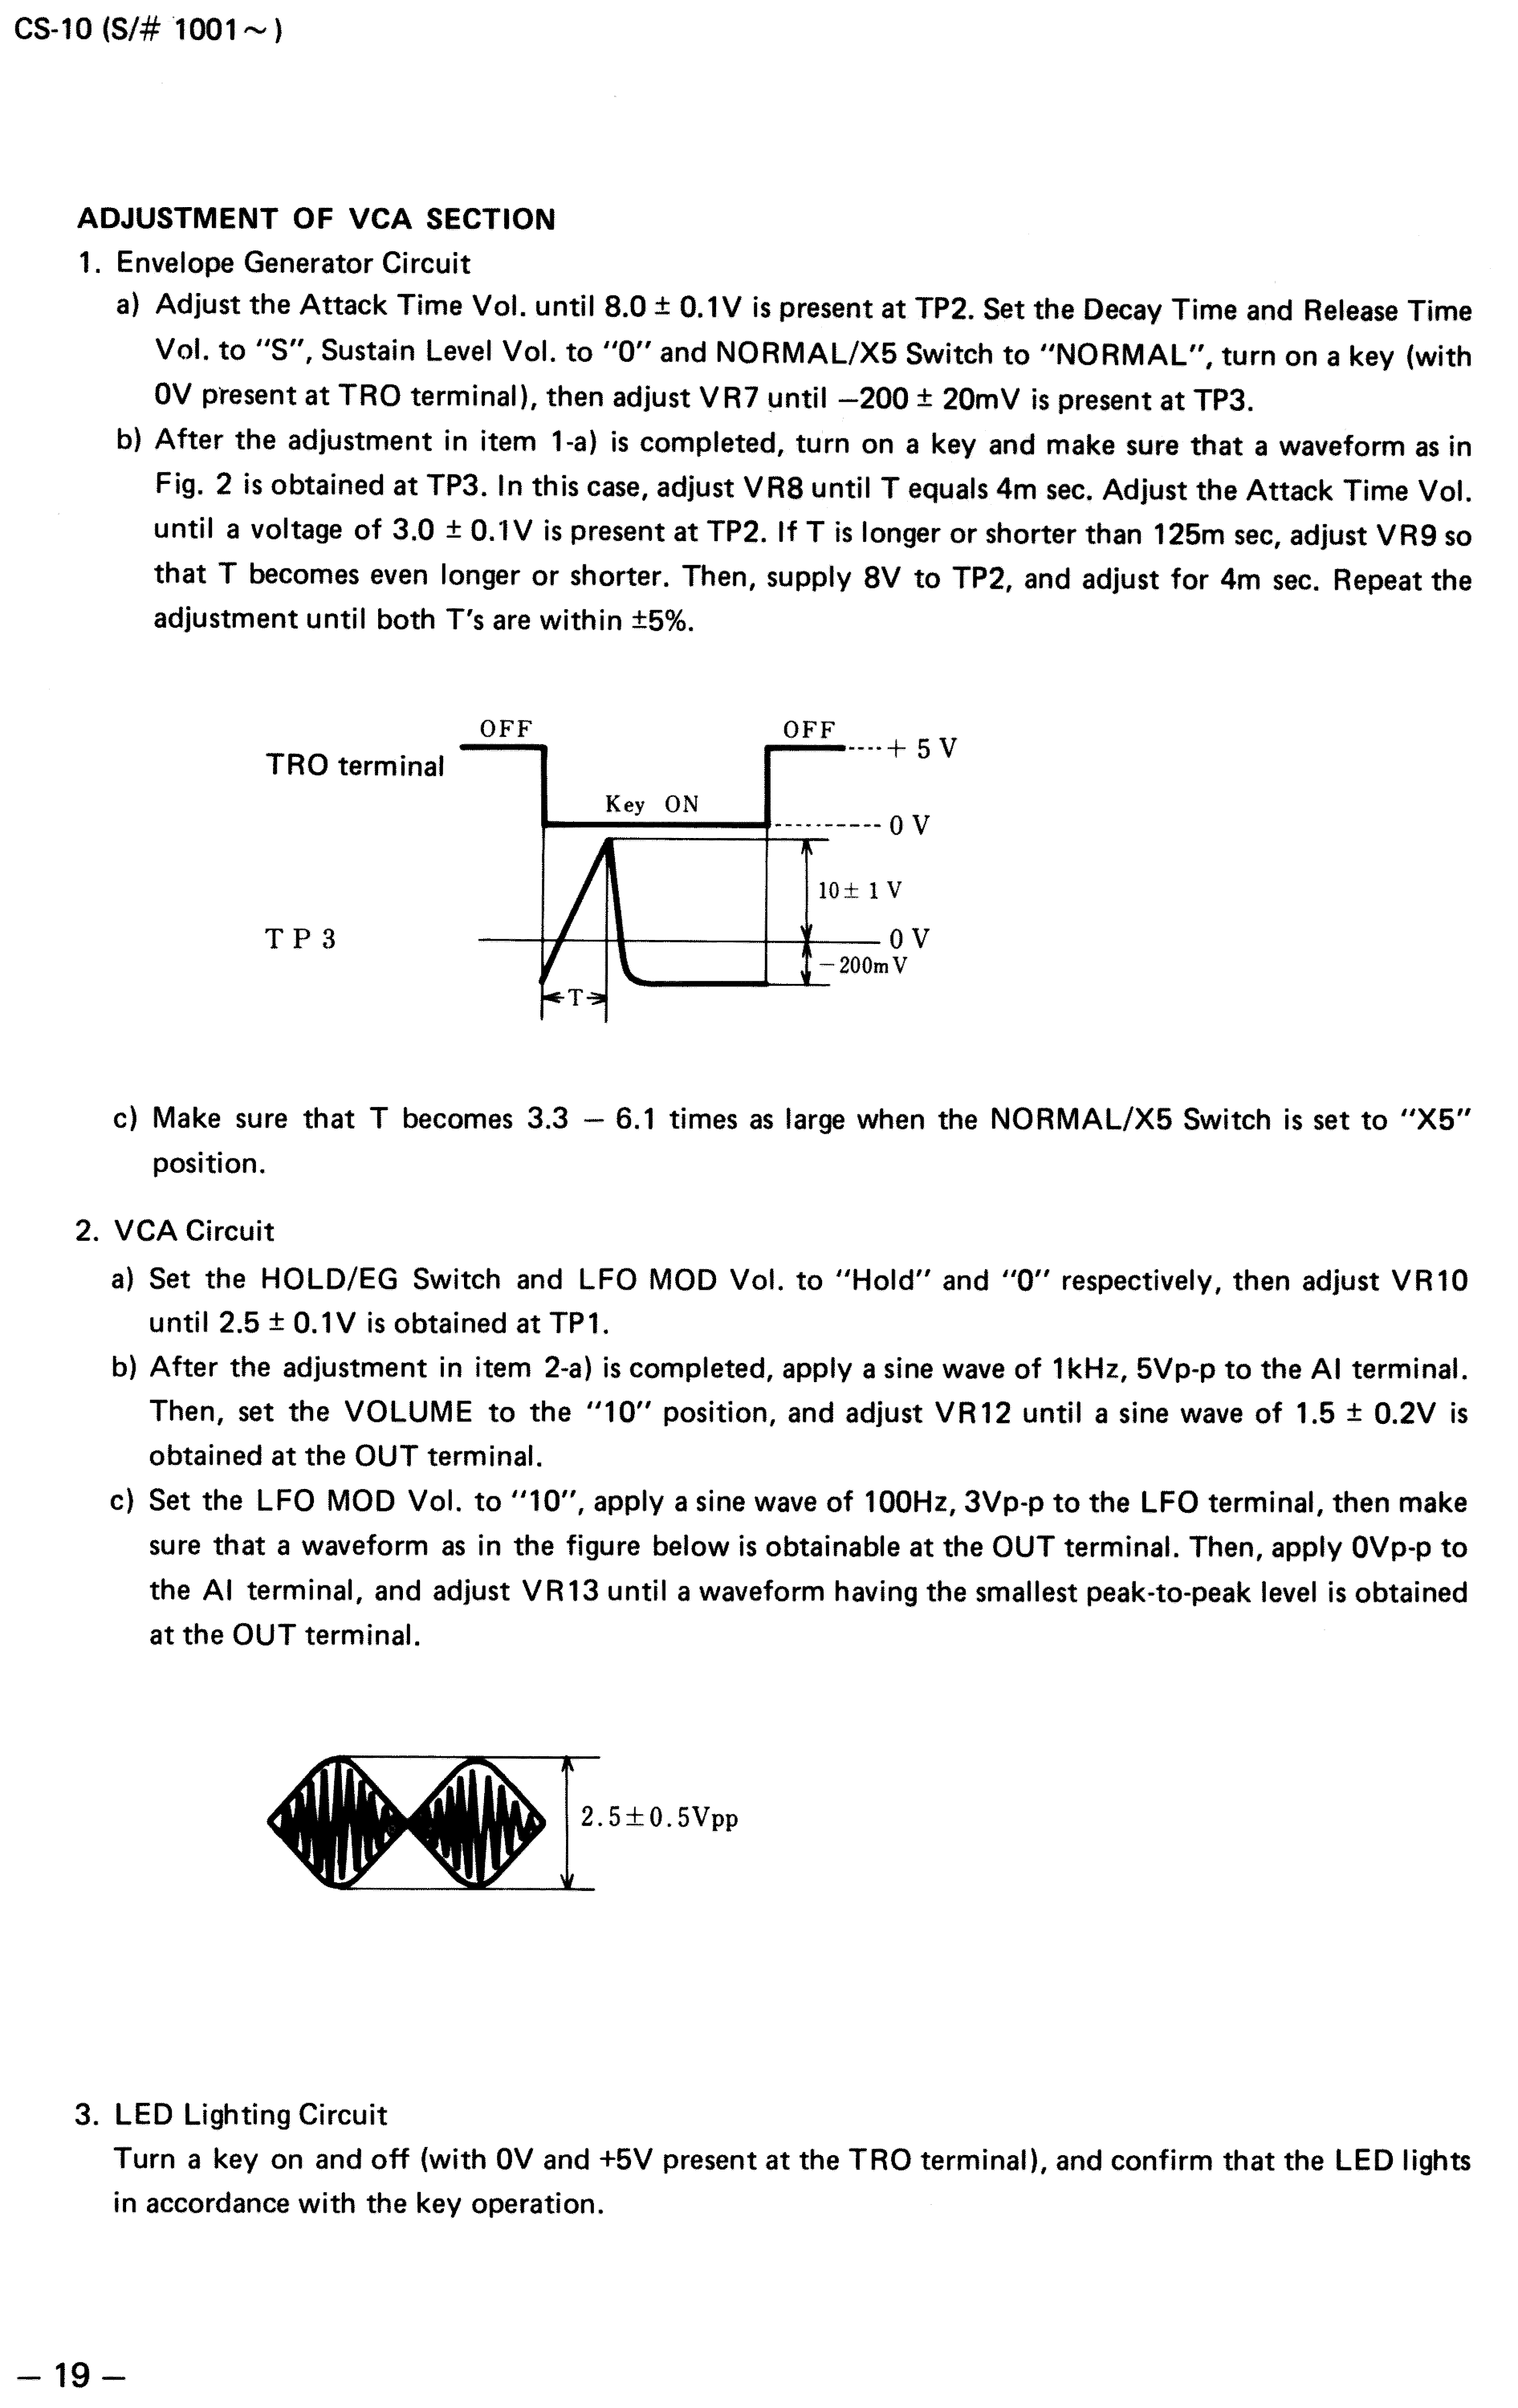 CS-10 (S/# 1001~)
ADJUSTMENT OF VCA SECTION
1. Envelope Generator Circuit
a) Adjust the Attack Time Vol. until 8.0 ± 0.1V is present at TP2. Set the Decay Time and Release Time
Vol. to "S", Sustain Level Vol. to "0" and NORMAL/X5 Switch to "NORMAL", turn on a key (with
0V present at TRO terminal), then adjust VR7 until −200 ± 20mV is present at TP3.
b) After the adjustment in item 1-a) is completed, turn on a key and make sure that a waveform as in
Fig. 2 is obtained at TP3. In this case, adjust VR8 until T equals 4m sec. Adjust the Attack Time Vol.
until a voltage of 3.0 ± 0.1V is present at TP2. If T is longer or shorter than 125m sec, adjust VR9 so
that T becomes even longer or shorter. Then, supply 8V to TP2, and adjust for 4m sec. Repeat the
adjustment until both T's are within ±5%.
OFF OFF
TRO terminal + 5 V
Key ON
0 V
10± 1 V
TP3 0 V
−200mV
T
c) Make sure that T becomes 3.3 − 6.1 times as large when the NORMAL/X5 Switch is set to "X5"
position.
2. VCA Circuit
a) Set the HOLD/EG Switch and LFO MOD Vol. to "Hold" and "0" respectively, then adjust VR10
until 2.5 ± 0.1V is obtained at TP1.
b) After the adjustment in item 2-a) is completed, apply a sine wave of 1kHz, 5Vp-p to the AI terminal.
Then, set the VOLUME to the "10" position, and adjust VR12 until a sine wave of 1.5 ± 0.2V is
obtained at the OUT terminal.
c) Set the LFO MOD Vol. to "10", apply a sine wave of 100Hz, 3Vp-p to the LFO terminal, then make
sure that a waveform as in the figure below is obtainable at the OUT terminal. Then, apply 0Vp-p to
the AI terminal, and adjust VR13 until a waveform having the smallest peak-to-peak level is obtained
at the OUT terminal.
2.5±0.5Vpp
3. LED Lighting Circuit
Turn a key on and off (with 0V and +5V present at the TRO terminal), and confirm that the LED lights
in accordance with the key operation.
− 19 −